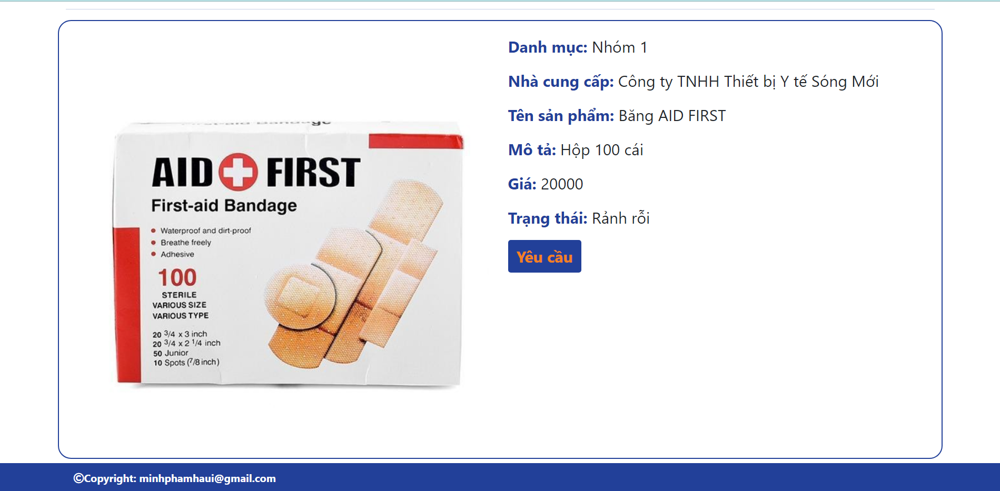 First-aid Bandage
AID FIRST
First-aid Bandage
Waterproof and dirt-proof
Breathe freely
Adhesive
100
STERILE
VARIOUS SIZE
VARIOUS TYPE
20 3/4 x 3 inch
20 3/4 x 2 1/4 inch
50 Junior
10 Spots (7/8 inch)
Danh mục: Nhóm 1
Nhà cung cấp: Công ty TNHH Thiết bị Y tế Sóng Mới
Tên sản phẩm: Băng AID FIRST
Mô tả: Hộp 100 cái
Giá: 20000
Trạng thái: Rảnh rỗi
Yêu cầu
©Copyright: minhphamhaui@gmail.com